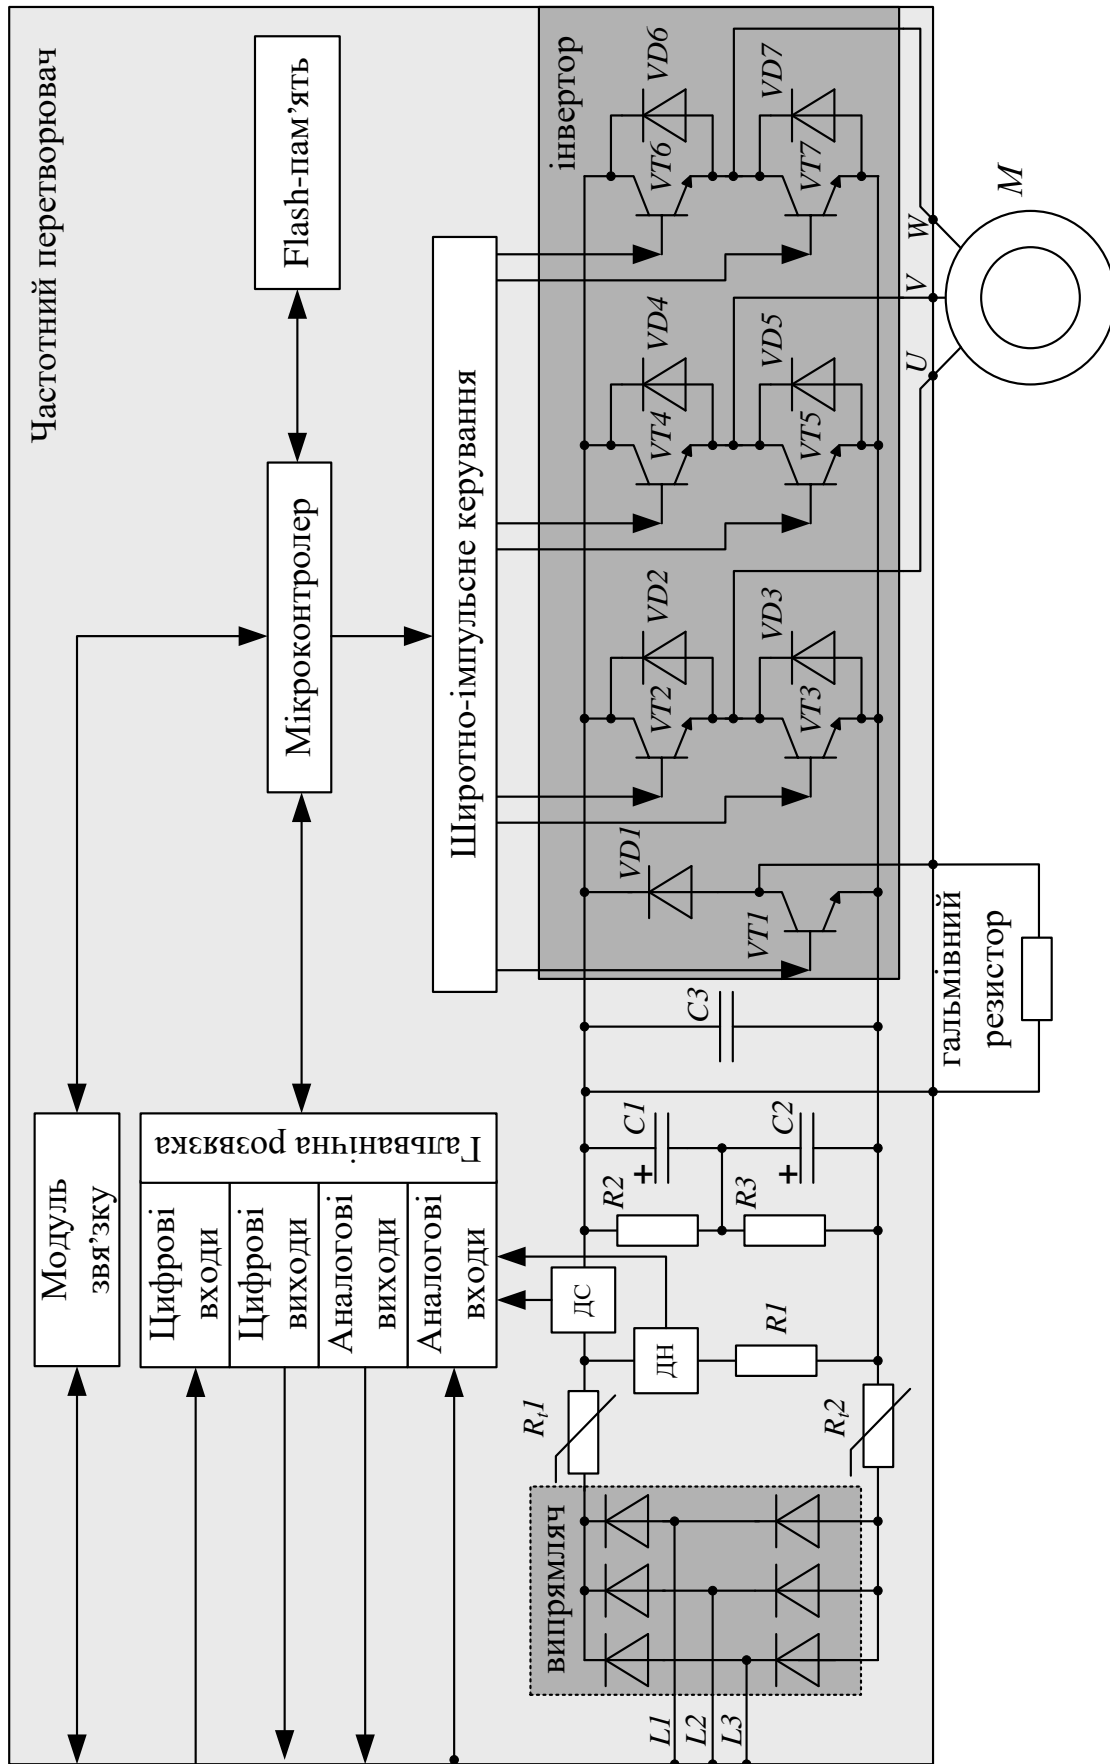 Частотний перетворювач
Flash-пам'ять
Мікроконтролер
Широтно-імпульсне керування
Модуль
звя'зку
Гальванічна розвязка
Цифрові
входи
Цифрові
виходи
Аналогові
виходи
Аналогові
входи
інвертор
VD6
VD7
VT6
VT7
VD4
VD5
VT4
VT5
VD2
VD3
VT2
VT3
VD1
VT1
C3
C1
C2
R2
R3
ДС
ДН
R1
Rt1
Rt2
випрямляч
L1
L2
L3
гальмівний
резистор
U
V
W
M